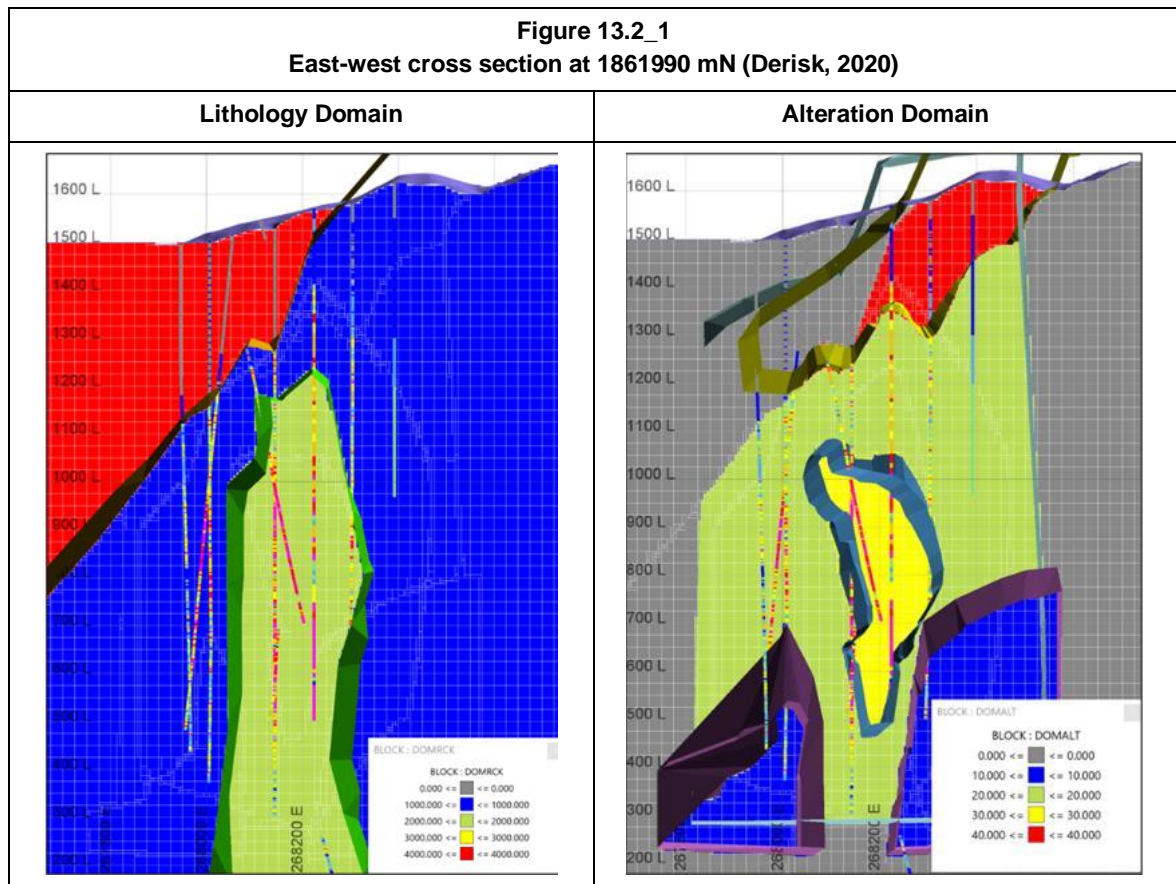 Figure 13.2_1
East-west cross section at 1861990 mN (Derisk, 2020)
Lithology Domain
Alteration Domain
1600 L
1500 L
1400 L
1300 L
1200 L
1100 L
1000 L
268200 E
BLOCK : DOMRCK
BLOCK : DOMRCK
0.000 <= <= 0.000
1000.000 <= <= 1000.000
2000.000 <= <= 2000.000
3000.000 <= <= 3000.000
4000.000 <= <= 4000.000
1600 L
1500 L
1400 L
1300 L
1200 L
1100 L
1000 L
900 L
800 L
700 L
600 L
500 L
400 L
300 L
200 L
268200 E
BLOCK : DOMALT
BLOCK : DOMALT
0.000 <= <= 0.000
10.000 <= <= 10.000
20.000 <= <= 20.000
30.000 <= <= 30.000
40.000 <= <= 40.000